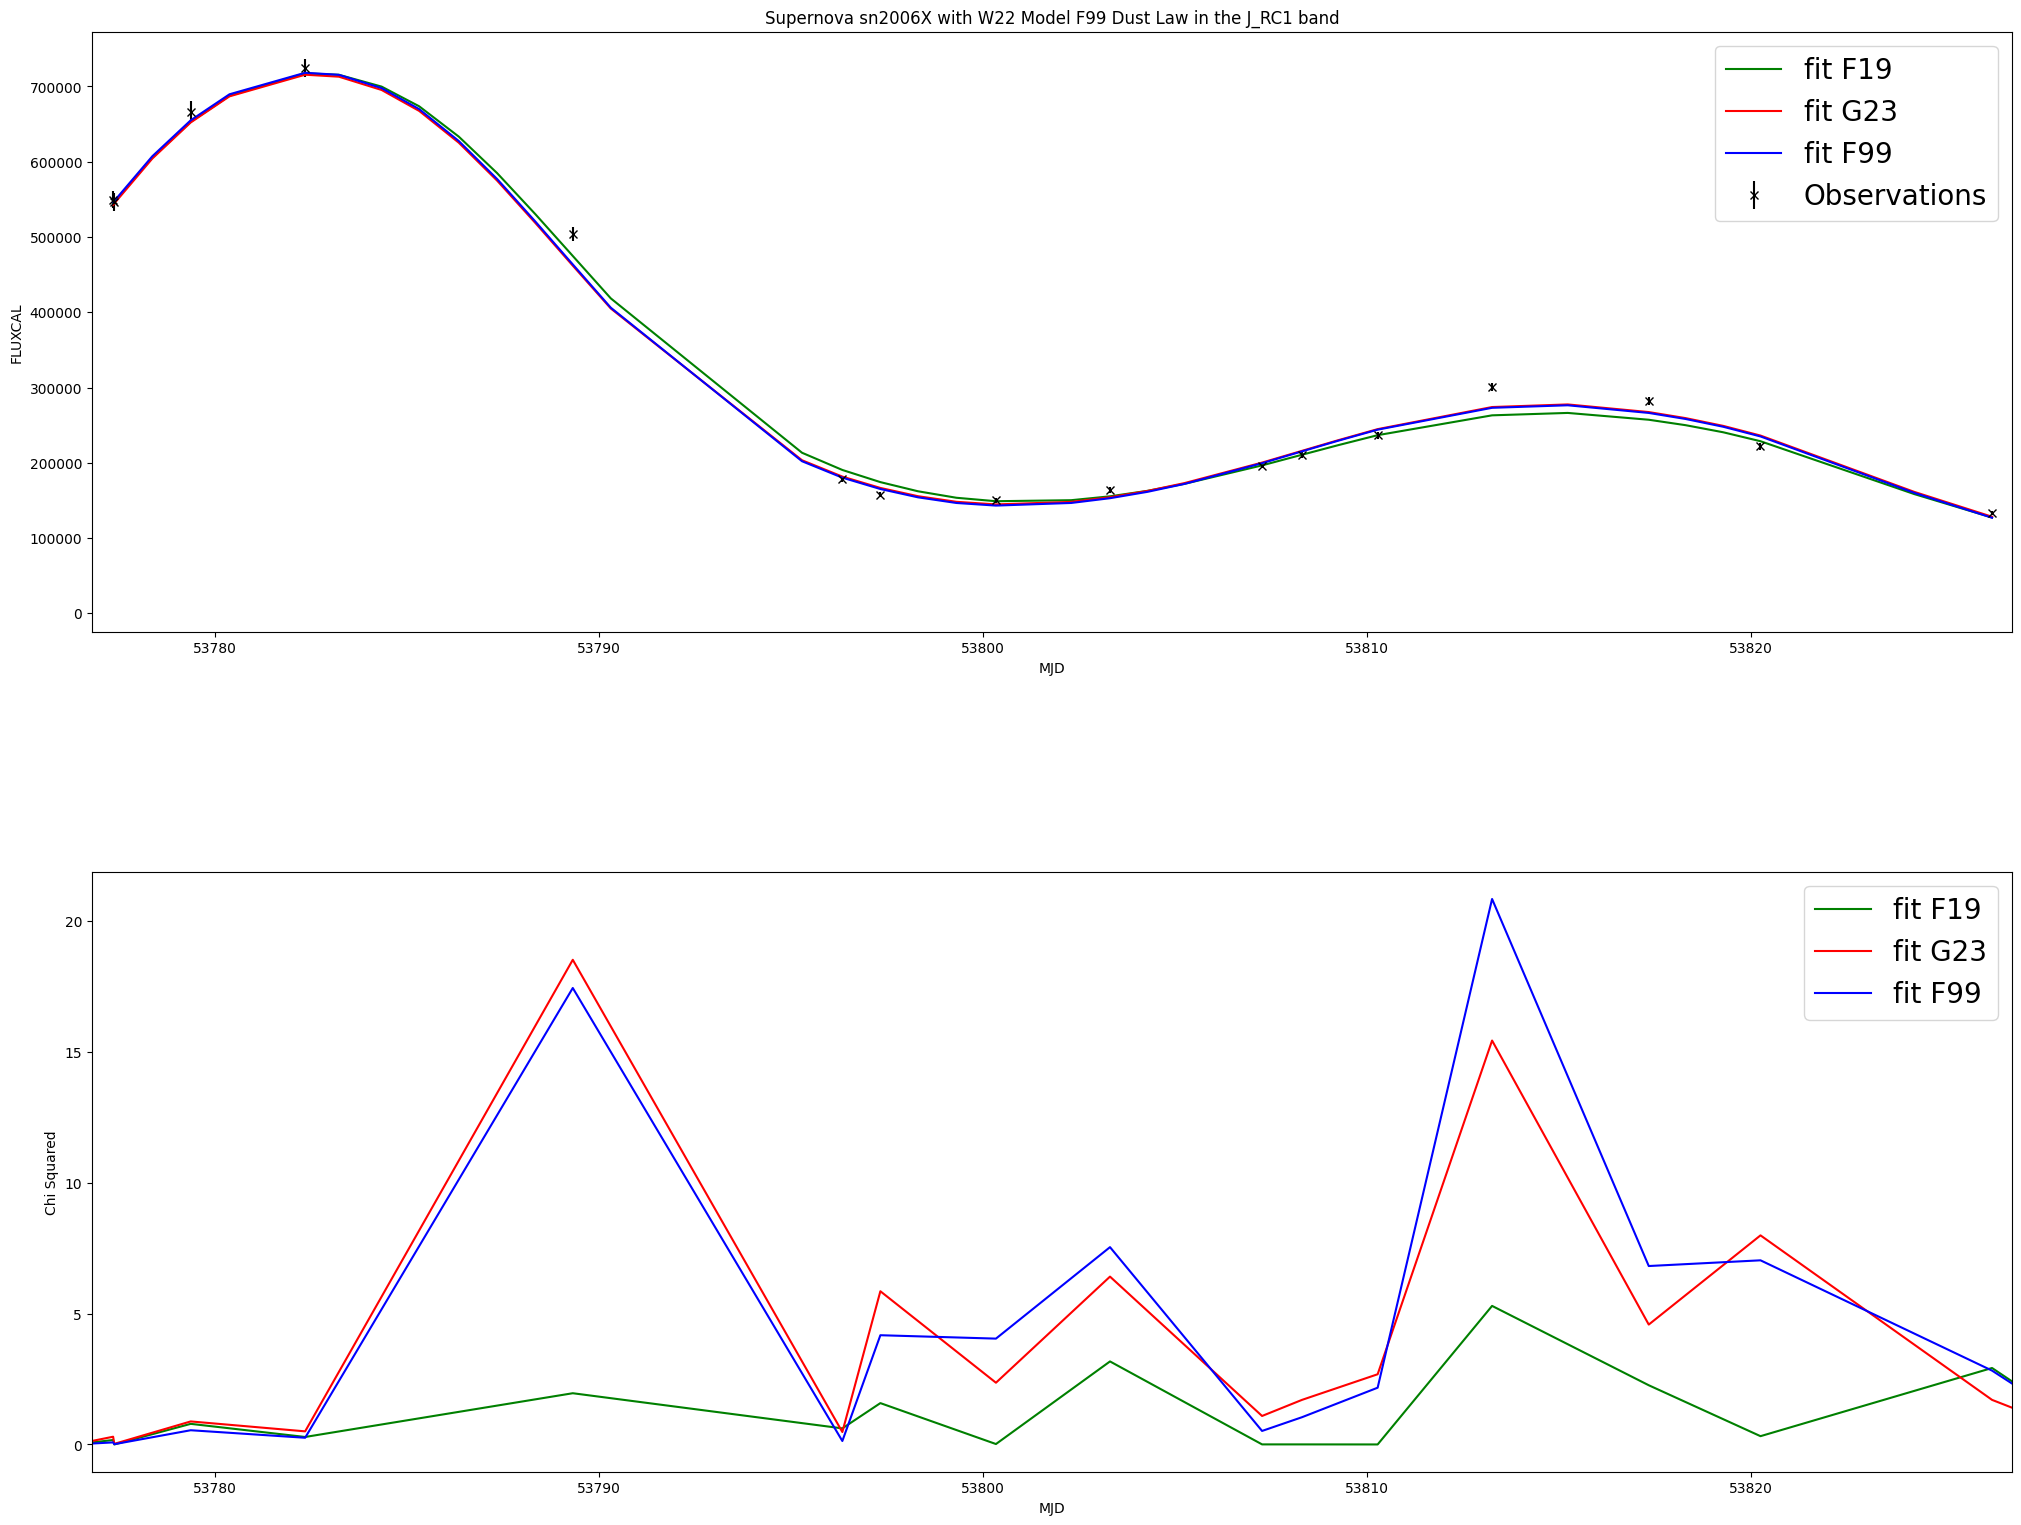 Supernova sn2006X with W22 Model F99 Dust Law in the J_RC1 band
fit F19
fit G23
fit F99
Observations
700000
600000
500000
400000
300000
200000
100000
0
FLUXCAL
53780
53790
53800
53810
53820
MJD
fit F19
fit G23
fit F99
20
15
10
5
0
Chi Squared
53780
53790
53800
53810
53820
MJD